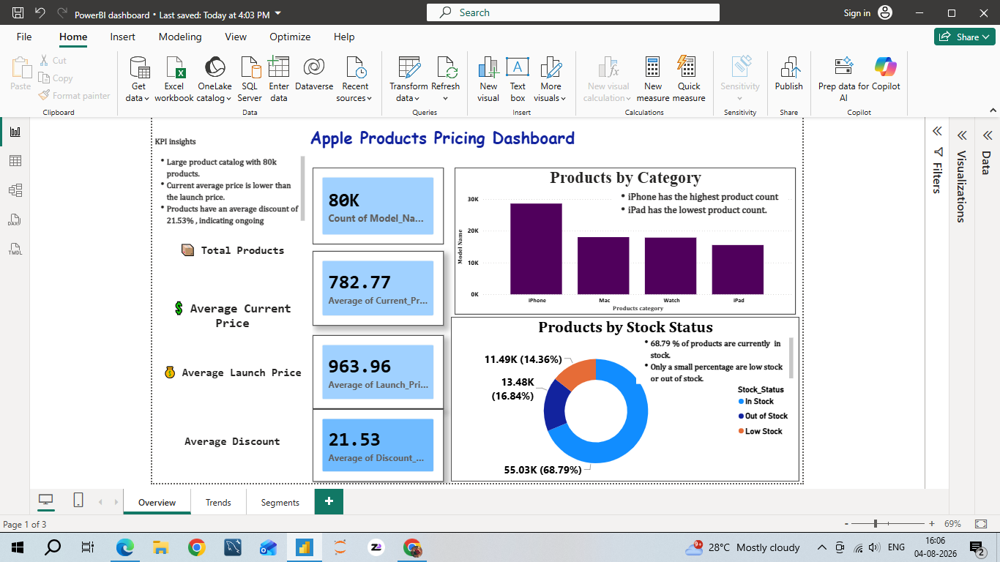 PowerBI dashboard • Last saved: Today at 4:03 PM
Search
Sign in
File
Home
Insert
Modeling
View
Optimize
Help
Share
Paste
Cut
Copy
Format painter
Clipboard
Get data
Excel workbook
OneLake catalog
SQL Server
Enter data
Dataverse
Recent sources
Data
Transform data
Refresh
Queries
New visual
Text box
More visuals
Insert
New visual calculation
New measure
Quick measure
Calculations
Sensitivity
Sensitivity
Publish
Share
Prep data for AI
Copilot
Copilot
DAX
TMDL
KPI insights
• Large product catalog with 80k
products.
• Current average price is lower than
the launch price.
• Products have an average discount of
21.53% , indicating ongoing
Apple Products Pricing Dashboard
Total Products
80K
Count of Model_Na...
Average Current
Price
782.77
Average of Current_Pr...
Average Launch Price
963.96
Average of Launch_Pri...
Average Discount
21.53
Average of Discount_...
Products by Category
• iPhone has the highest product count
• iPad has the lowest product count.
Model Name
30K
20K
10K
0K
iPhone
Mac
Watch
iPad
Products category
Products by Stock Status
• 68.79 % of products are currently in
stock.
• Only a small percentage are low stock
or out of stock.
11.49K (14.36%)
13.48K
(16.84%)
55.03K (68.79%)
Stock_Status
In Stock
Out of Stock
Low Stock
Filters
Visualizations
Data
Overview
Trends
Segments
Page 1 of 3
69%
9+
28°C Mostly cloudy
ENG
16:06
04-08-2026
2